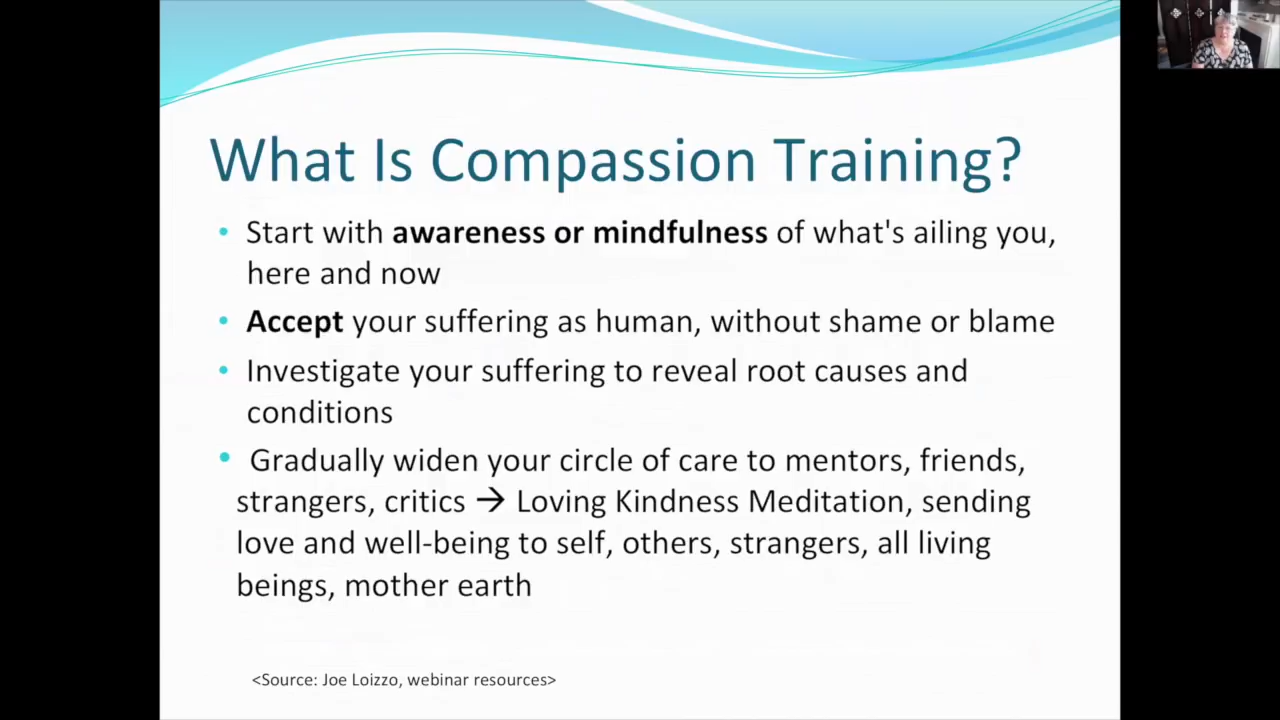 What Is Compassion Training?
• Start with awareness or mindfulness of what's ailing you,
here and now
• Accept your suffering as human, without shame or blame
• Investigate your suffering to reveal root causes and
conditions
• Gradually widen your circle of care to mentors, friends,
strangers, critics → Loving Kindness Meditation, sending
love and well-being to self, others, strangers, all living
beings, mother earth
<Source: Joe Loizzo, webinar resources>